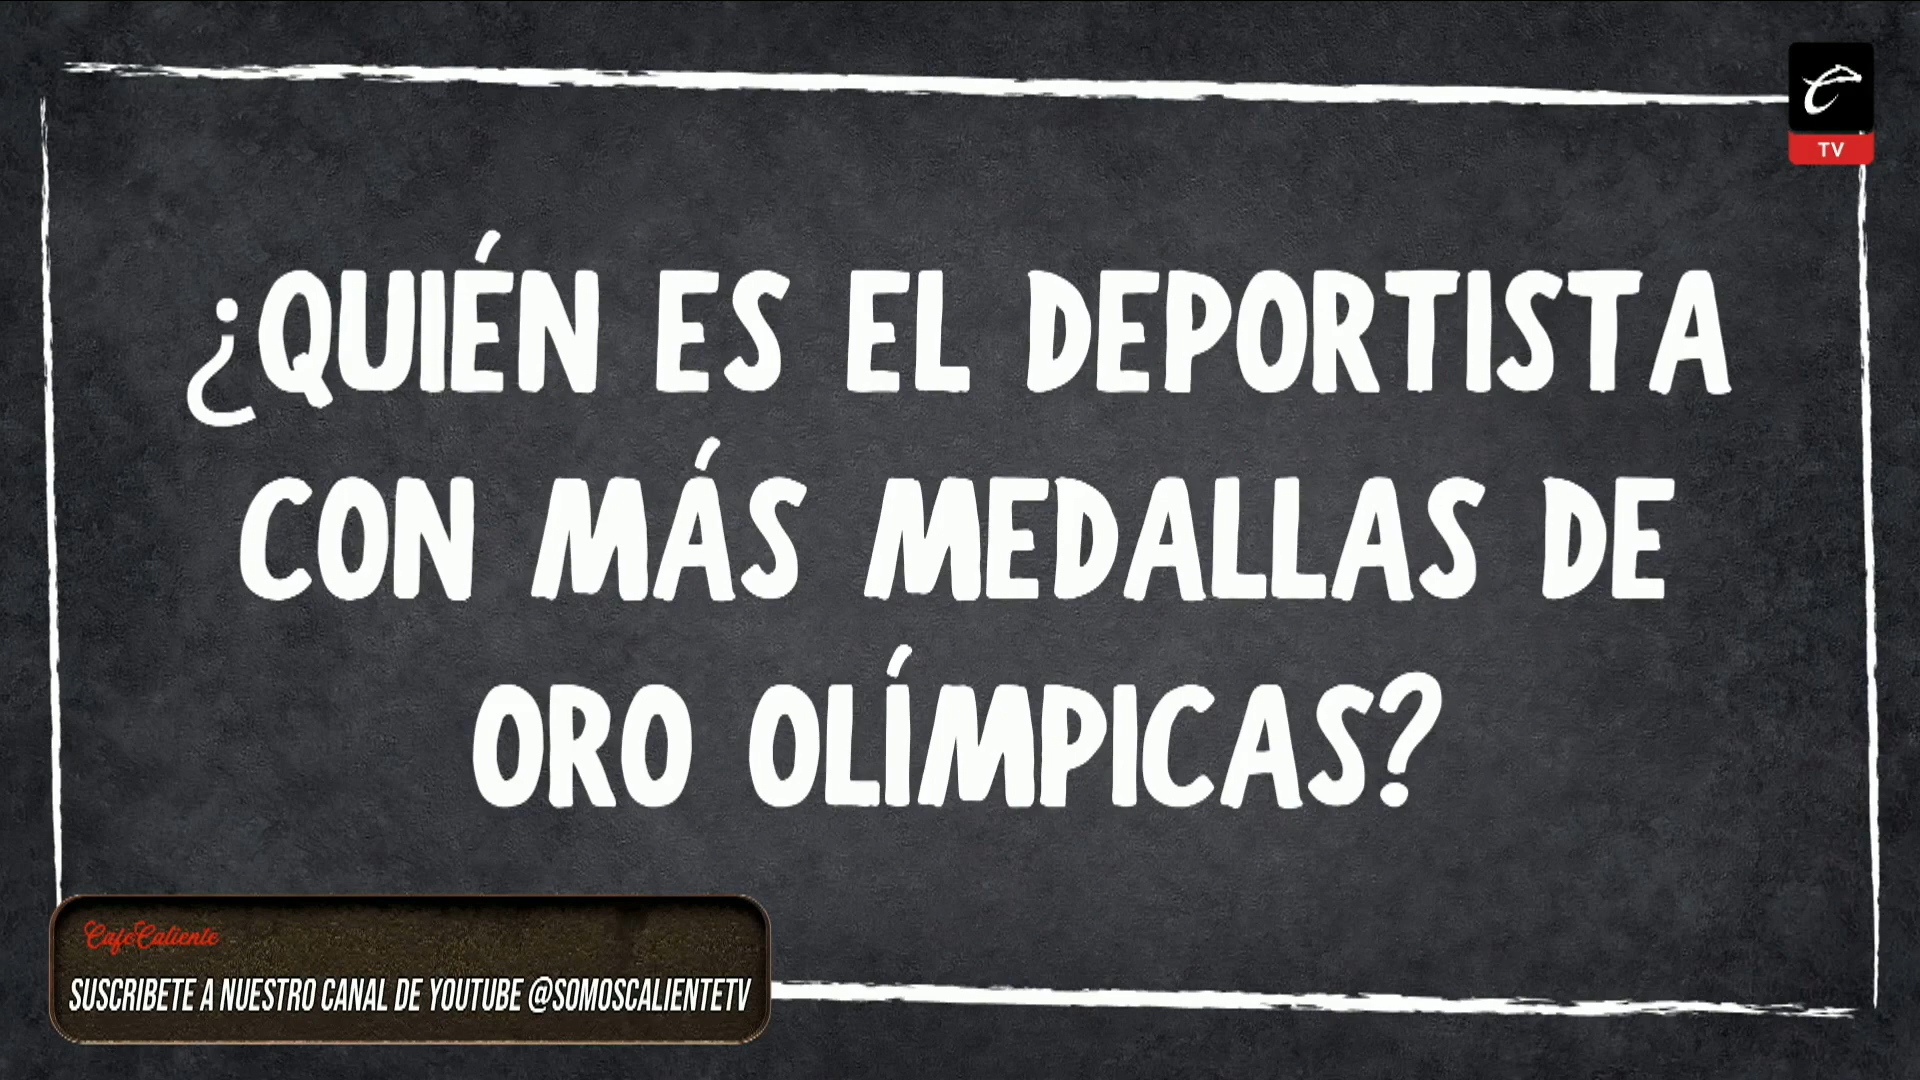 TV
¿QUIÉN ES EL DEPORTISTA
CON MÁS MEDALLAS DE
ORO OLÍMPICAS?
CafeCaliente
SUSCRIBETE A NUESTRO CANAL DE YOUTUBE @SOMOSCALIENTETV